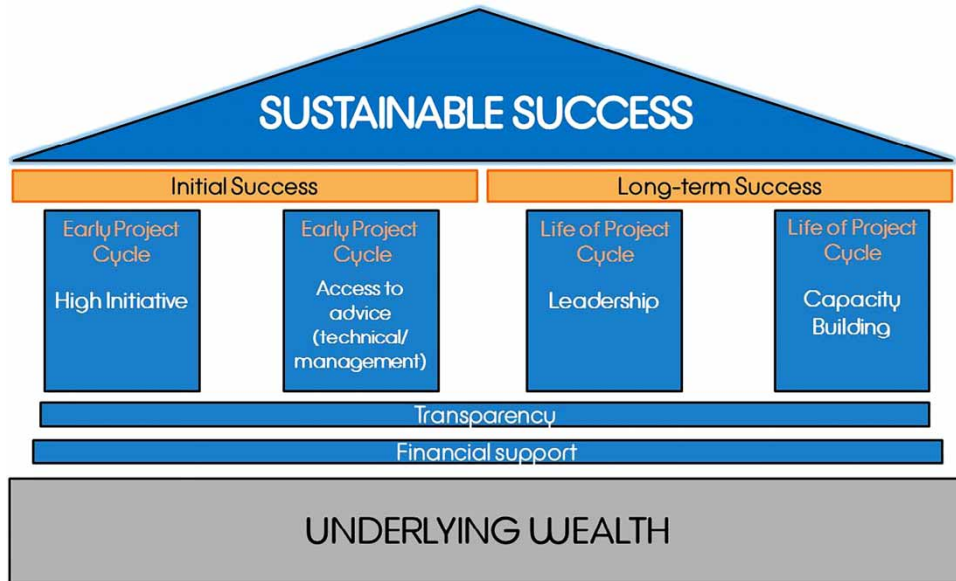 SUSTAINABLE SUCCESS
Initial Success
Long-term Success
Early Project
Cycle
High Initiative
Early Project
Cycle
Access to
advice
(technical/
management)
Life of Project
Cycle
Leadership
Life of Project
Cycle
Capacity
Building
Transparency
Financial support
UNDERLYING WEALTH